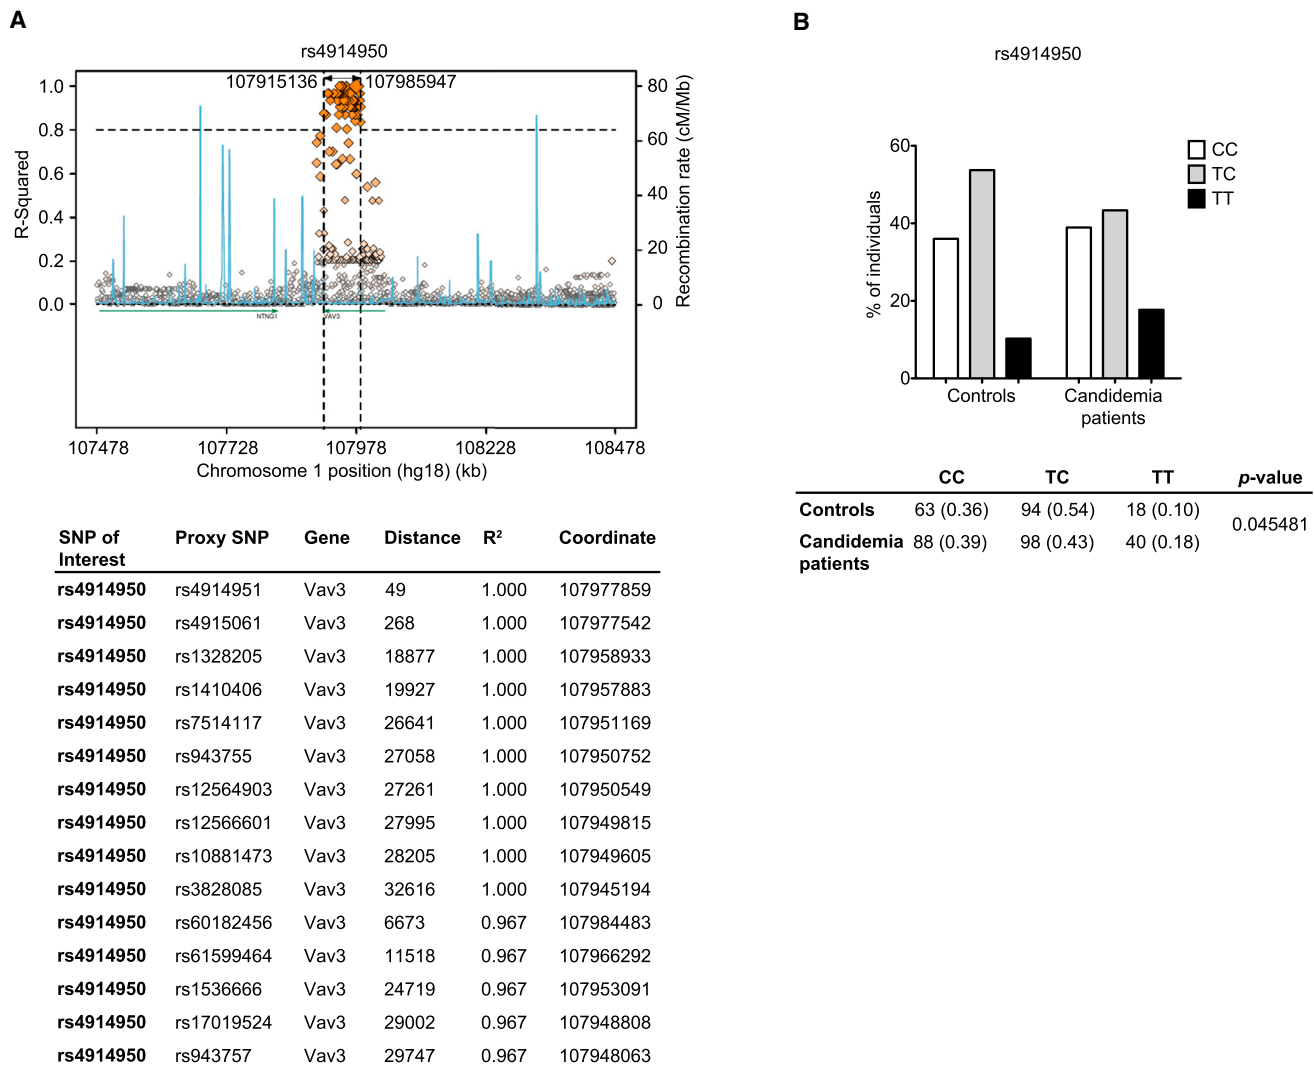 A
rs4914950
107915136
107985947
1.0
0.8
0.6
0.4
0.2
0.0
R-Squared
80
60
40
20
0
Recombination rate (cM/Mb)
NTNG1
VAV3
107478
107728
107978
108228
108478
Chromosome 1 position (hg18) (kb)
SNP of Interest Proxy SNP Gene Distance R² Coordinate
rs4914950 rs4914951 Vav3 49 1.000 107977859
rs4914950 rs4915061 Vav3 268 1.000 107977542
rs4914950 rs1328205 Vav3 18877 1.000 107958933
rs4914950 rs1410406 Vav3 19927 1.000 107957883
rs4914950 rs7514117 Vav3 26641 1.000 107951169
rs4914950 rs943755 Vav3 27058 1.000 107950752
rs4914950 rs12564903 Vav3 27261 1.000 107950549
rs4914950 rs12566601 Vav3 27995 1.000 107949815
rs4914950 rs10881473 Vav3 28205 1.000 107949605
rs4914950 rs3828085 Vav3 32616 1.000 107945194
rs4914950 rs60182456 Vav3 6673 0.967 107984483
rs4914950 rs61599464 Vav3 11518 0.967 107966292
rs4914950 rs1536666 Vav3 24719 0.967 107953091
rs4914950 rs17019524 Vav3 29002 0.967 107948808
rs4914950 rs943757 Vav3 29747 0.967 107948063
B
rs4914950
60
40
20
0
% of individuals
CC
TC
TT
Controls
Candidemia
patients
CC TC TT p-value
Controls 63 (0.36) 94 (0.54) 18 (0.10)
0.045481
Candidemia 88 (0.39) 98 (0.43) 40 (0.18)
patients